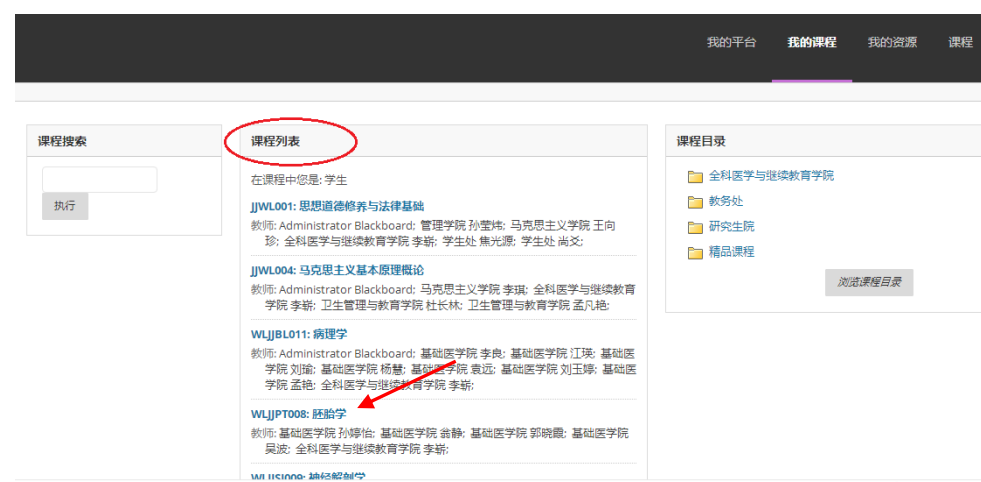 我的平台 我的课程 我的资源 课程
课程搜索
执行
课程列表
在课程中您是: 学生
JJWL001: 思想道德修养与法律基础
教师: Administrator Blackboard; 管理学院 孙莹炜; 马克思主义学院 王向
珍; 全科医学与继续教育学院 李崭; 学生处 焦光源; 学生处 尚爻;
JJWL004: 马克思主义基本原理概论
教师: Administrator Blackboard; 马克思主义学院 李琪; 全科医学与继续教育
学院 李崭; 卫生管理与教育学院 杜长林; 卫生管理与教育学院 孟凡艳;
WLJJBL011: 病理学
教师: Administrator Blackboard; 基础医学院 李良; 基础医学院 江瑛; 基础医
学院 刘瑜; 基础医学院 杨慧; 基础医学院 袁远; 基础医学院 刘玉婷; 基础医
学院 孟艳; 全科医学与继续教育学院 李崭;
WLJJPT008: 胚胎学
教师: 基础医学院 孙婷怡; 基础医学院 翁静; 基础医学院 郭晓霞; 基础医学院
吴波; 全科医学与继续教育学院 李崭;
WLJJSJ009: 神经解剖学
课程目录
全科医学与继续教育学院
教务处
研究生院
精品课程
浏览课程目录